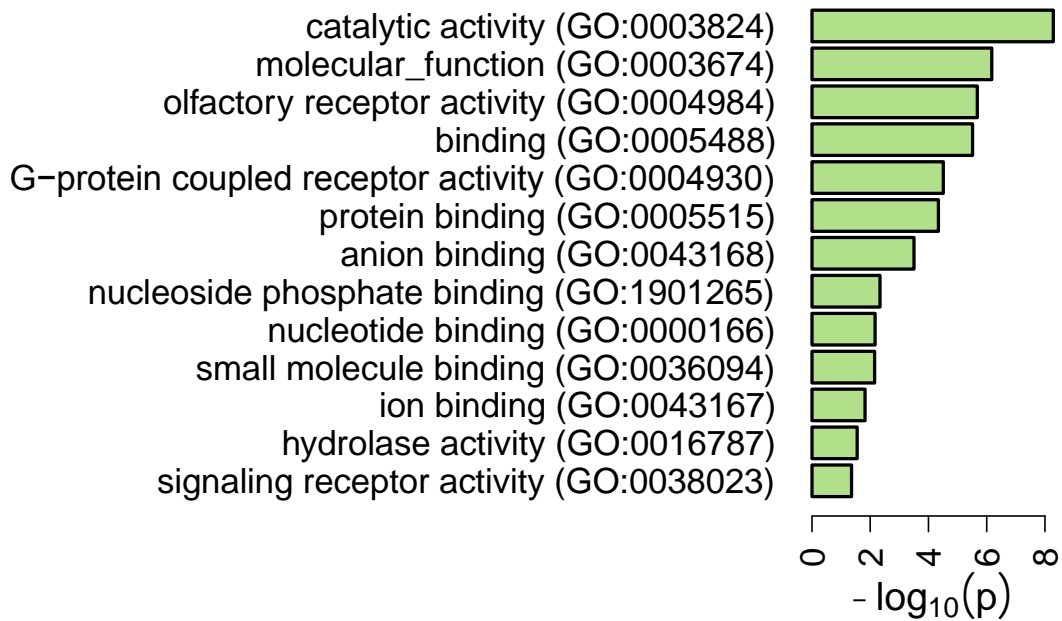 catalytic activity (GO:0003824)
molecular_function (GO:0003674)
olfactory receptor activity (GO:0004984)
binding (GO:0005488)
G−protein coupled receptor activity (GO:0004930)
protein binding (GO:0005515)
anion binding (GO:0043168)
nucleoside phosphate binding (GO:1901265)
nucleotide binding (GO:0000166)
small molecule binding (GO:0036094)
ion binding (GO:0043167)
hydrolase activity (GO:0016787)
signaling receptor activity (GO:0038023)
0 2 4 6 8
- log₁₀(p)